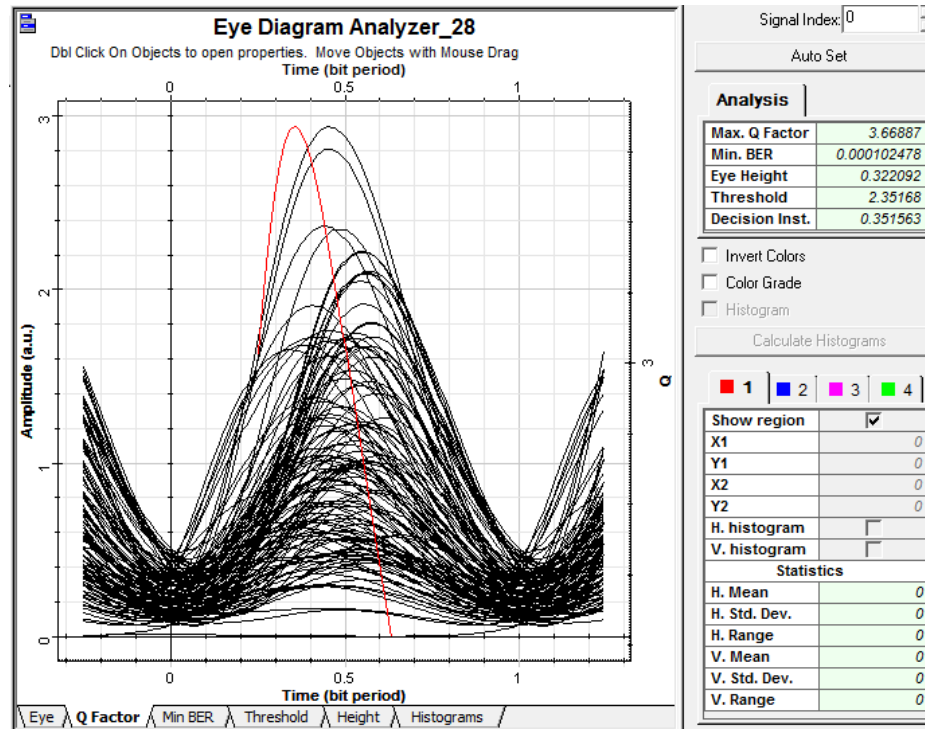 Eye Diagram Analyzer_28
Dbl Click On Objects to open properties. Move Objects with Mouse Drag
Time (bit period)
0 0.5 1
Amplitude (a.u.)
3
2
1
0
3
Q
0 0.5 1
Time (bit period)
Eye Q Factor Min BER Threshold Height Histograms
Signal Index: 0
Auto Set
Analysis
Max. Q Factor 3.66887
Min. BER 0.000102478
Eye Height 0.322092
Threshold 2.35168
Decision Inst. 0.351563
Invert Colors
Color Grade
Histogram
Calculate Histograms
1 2 3 4
Show region
X1 0
Y1 0
X2 0
Y2 0
H. histogram
V. histogram
Statistics
H. Mean 0
H. Std. Dev. 0
H. Range 0
V. Mean 0
V. Std. Dev. 0
V. Range 0